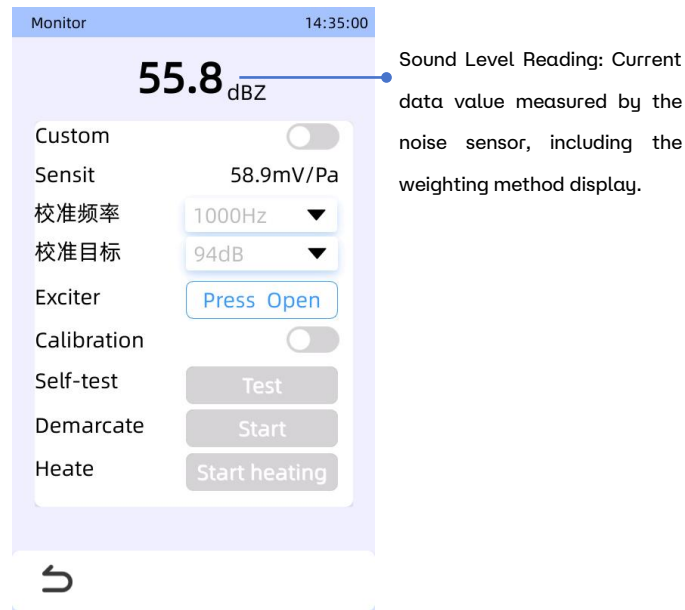 Monitor 14:35:00
55.8 dBZ
Sound Level Reading: Current
data value measured by the
noise sensor, including the
weighting method display.
Custom
Sensit 58.9mV/Pa
校准频率 1000Hz
校准目标 94dB
Exciter Press Open
Calibration
Self-test Test
Demarcate Start
Heate Start heating